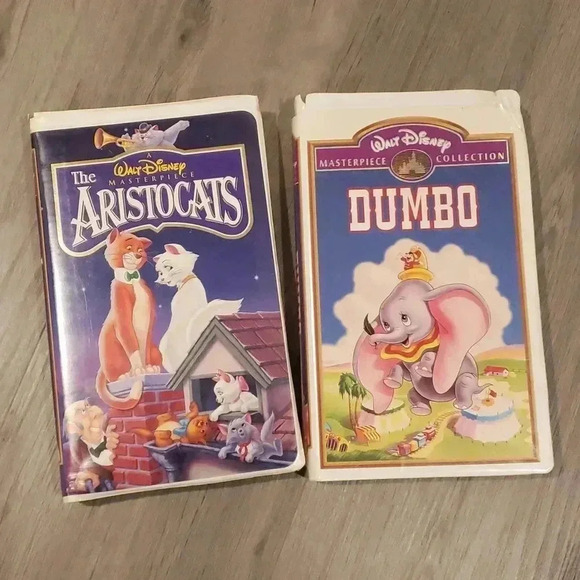 A
WALT DISNEY
MASTERPIECE
The
ARISTOCATS
WALT DISNEY
MASTERPIECE COLLECTION
DUMBO